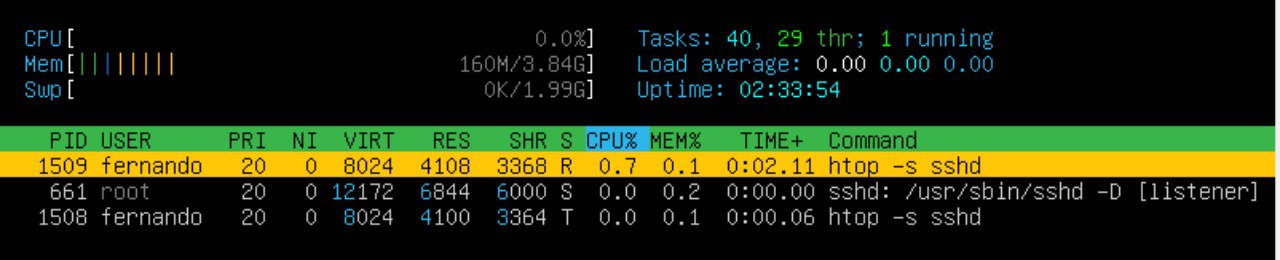 CPU[ 0.0%] Tasks: 40, 29 thr; 1 running
Mem[||||||||| 160M/3.84G] Load average: 0.00 0.00 0.00
Swp[ 0K/1.99G] Uptime: 02:33:54
PID USER PRI NI VIRT RES SHR S CPU% MEM% TIME+ Command
1509 fernando 20 0 8024 4108 3368 R 0.7 0.1 0:02.11 htop -s sshd
661 root 20 0 12172 6844 6000 S 0.0 0.2 0:00.00 sshd: /usr/sbin/sshd -D [listener]
1508 fernando 20 0 8024 4100 3364 T 0.0 0.1 0:00.06 htop -s sshd